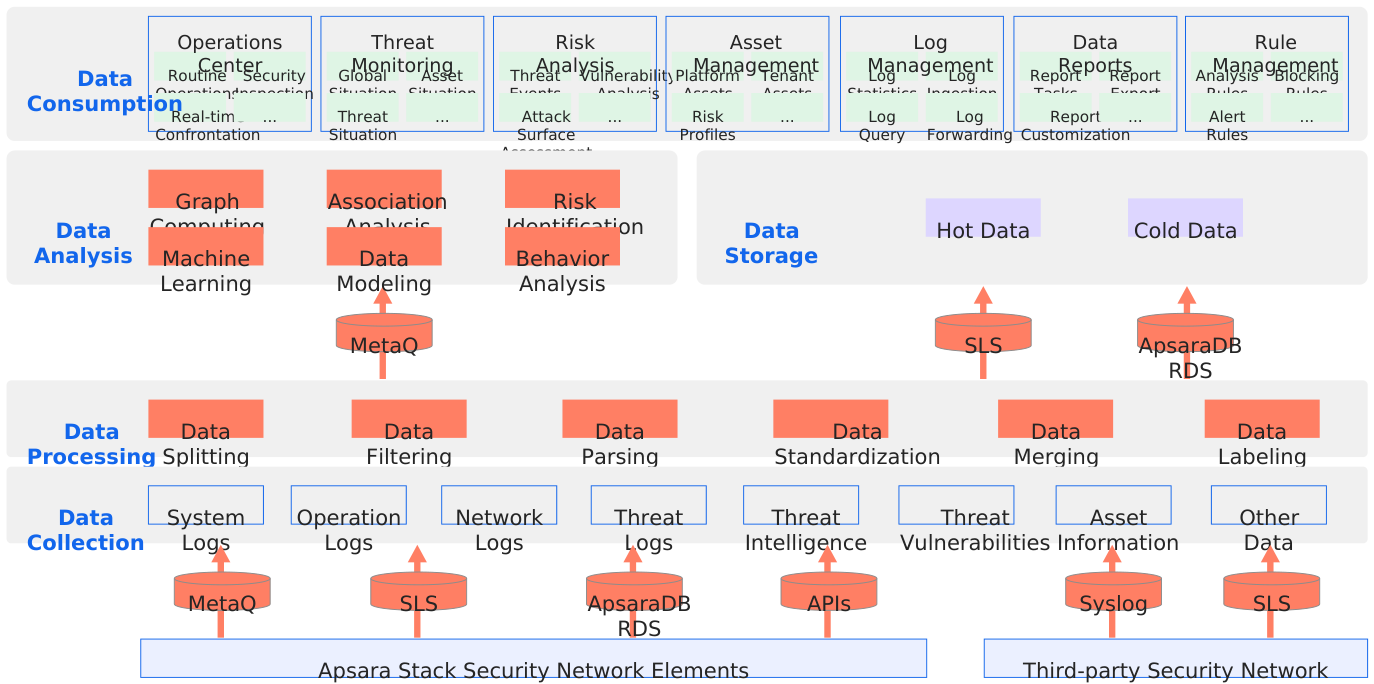 Data
Consumption
Operations
Center
Routine
Operations
Security
Inspection
Real-time
Confrontation
...
Threat
Monitoring
Global
Situation
Asset
Situation
Threat
Situation
...
Risk
Analysis
Threat
Events
Vulnerability
Analysis
Attack
Surface
Assessment
...
Asset
Management
Platform
Assets
Tenant
Assets
Risk
Profiles
...
Log
Management
Log
Statistics
Log
Ingestion
Log
Query
Log
Forwarding
Data
Reports
Report
Tasks
Report
Export
Report
Customization
...
Rule
Management
Analysis
Rules
Blocking
Rules
Alert
Rules
...
Data
Analysis
Graph
Computing
Association
Analysis
Risk
Identification
Machine
Learning
Data
Modeling
Behavior
Analysis
Data
Storage
Hot Data
Cold Data
MetaQ
SLS
ApsaraDB
RDS
Data
Processing
Data
Splitting
Data
Filtering
Data
Parsing
Data
Standardization
Data
Merging
Data
Labeling
Data
Collection
System
Logs
Operation
Logs
Network
Logs
Threat
Logs
Threat
Intelligence
Threat
Vulnerabilities
Asset
Information
Other
Data
MetaQ
SLS
ApsaraDB
RDS
APIs
Syslog
SLS
Apsara Stack Security Network Elements
Third-party Security Network